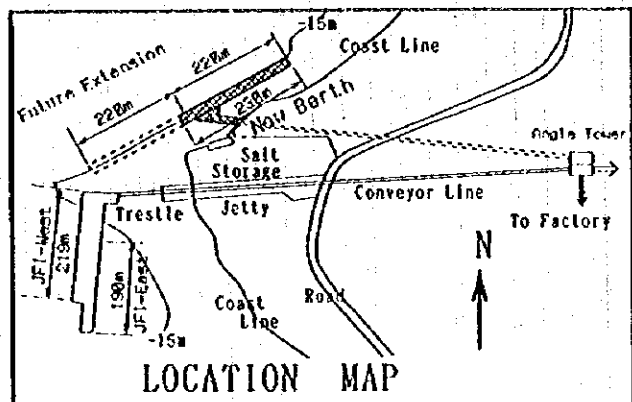 -15m
Coast Line
Future Extension
220m
220m
230m
New Berth
Angle Tower
Salt
Storage
Conveyor Line
Trestle
Jetty
To Factory
JFI-West
219m
190m
JFI-East
N
Coast
Line
Road
-15m
LOCATION MAP